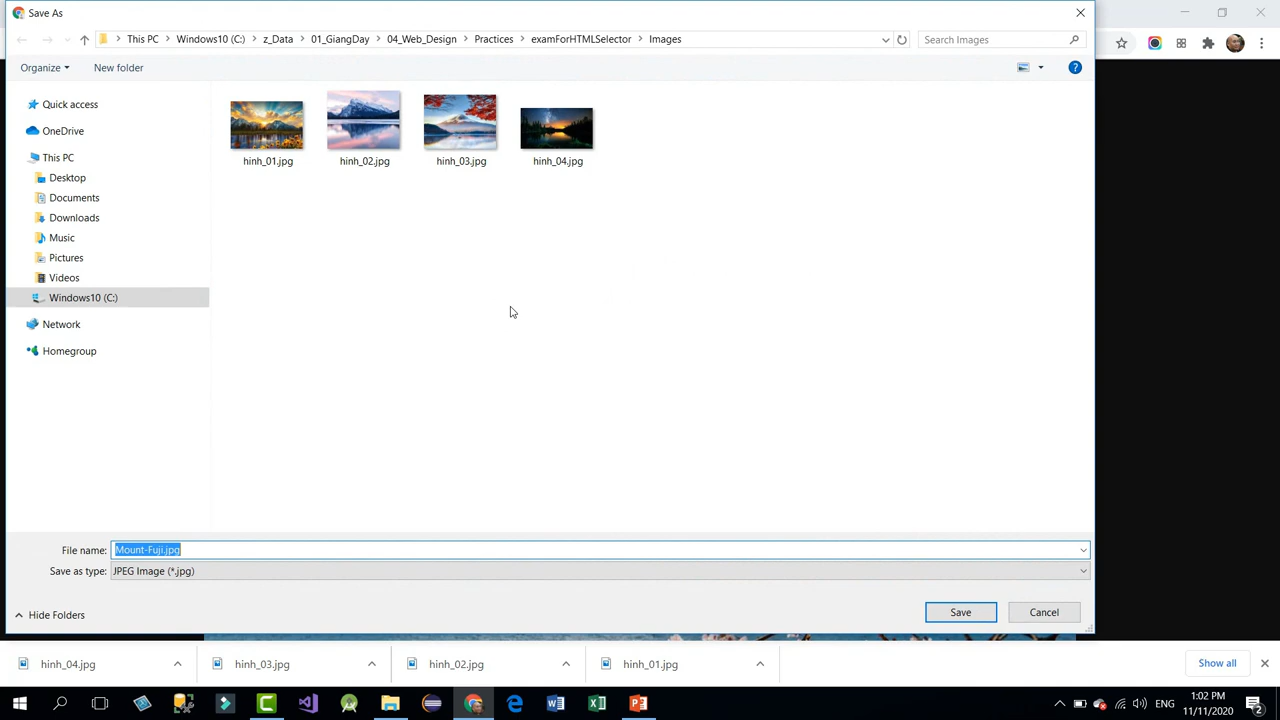 Save As
This PC
Windows10 (C:)
z_Data
01_GiangDay
04_Web_Design
Practices
examForHTMLSelector
Images
Search Images
Organize
New folder
Quick access
OneDrive
This PC
Desktop
Documents
Downloads
Music
Pictures
Videos
Windows10 (C:)
Network
Homegroup
hinh_01.jpg
hinh_02.jpg
hinh_03.jpg
hinh_04.jpg
File name: Mount-Fuji.jpg
Save as type: JPEG Image (*.jpg)
Hide Folders
Save
Cancel
hinh_04.jpg
hinh_03.jpg
hinh_02.jpg
hinh_01.jpg
Show all
ENG
1:02 PM
11/11/2020
2